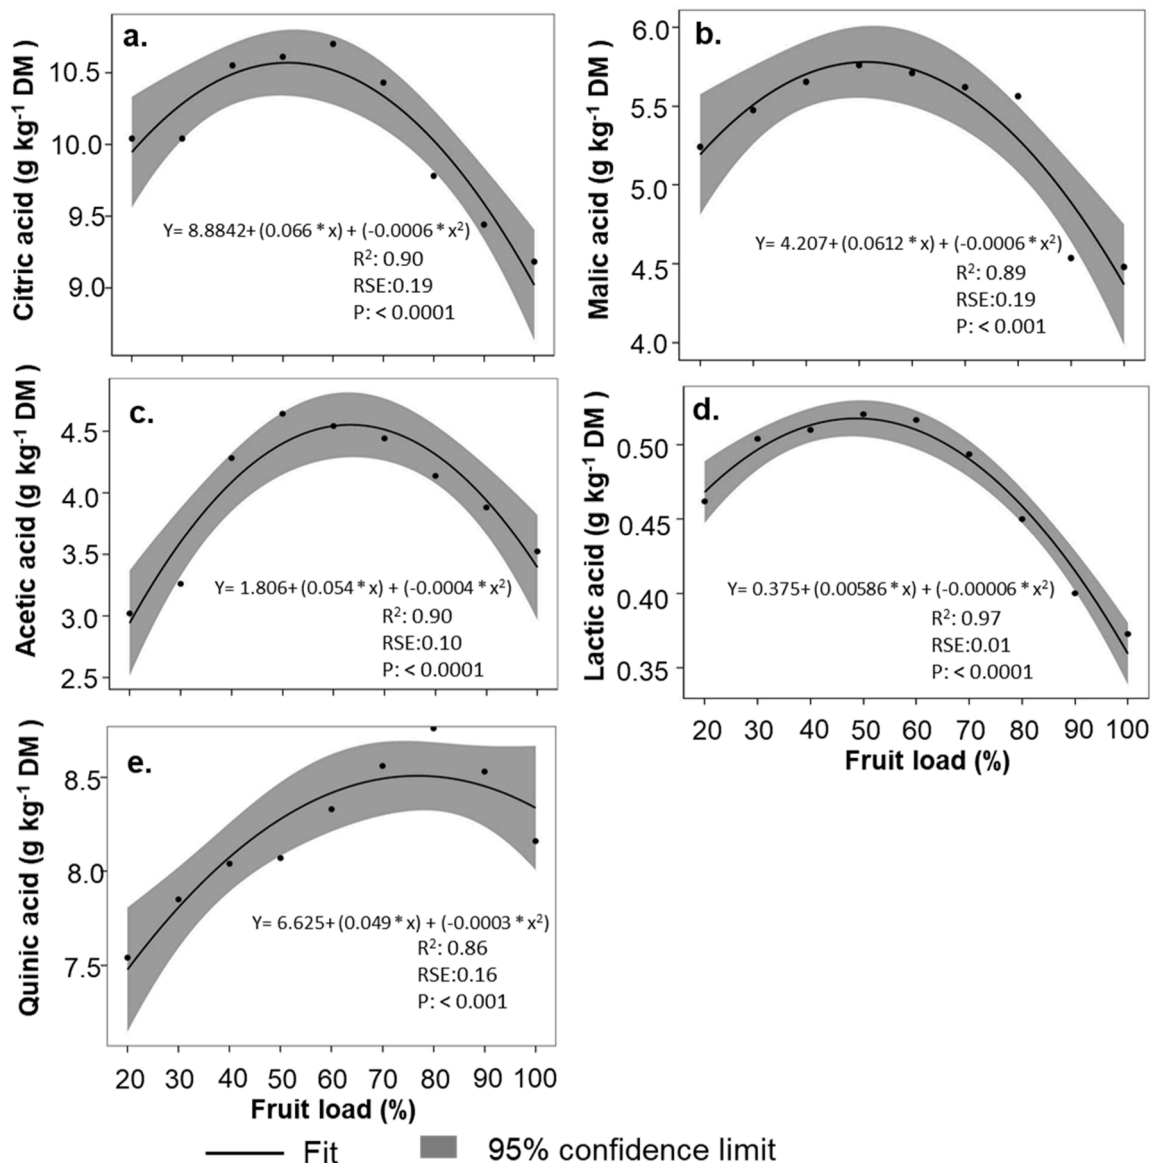 a.
Citric acid (g kg⁻¹ DM )
10.5
10.0
9.5
9.0
Y= 8.8842+ (0.066 * x) + (-0.0006 * x²)
R²: 0.90
RSE:0.19
P: < 0.0001
b.
Malic acid (g kg⁻¹ DM )
6.0
5.5
5.0
4.5
4.0
Y= 4.207+ (0.0612 * x) + (-0.0006 * x²)
R²: 0.89
RSE:0.19
P: < 0.001
c.
Acetic acid (g kg⁻¹ DM )
4.5
4.0
3.5
3.0
2.5
Y= 1.806+ (0.054 * x) + (-0.0004 * x²)
R²: 0.90
RSE:0.10
P: < 0.0001
d.
Lactic acid (g kg⁻¹ DM )
0.50
0.45
0.40
0.35
Y= 0.375+ (0.00586 * x) + (-0.00006 * x²)
R²: 0.97
RSE:0.01
P: < 0.0001
20 30 40 50 60 70 80 90 100
Fruit load (%)
e.
Quinic acid (g kg⁻¹ DM )
8.5
8.0
7.5
Y= 6.625+ (0.049 * x) + (-0.0003 * x²)
R²: 0.86
RSE:0.16
P: < 0.001
20 30 40 50 60 70 80 90 100
Fruit load (%)
Fit 95% confidence limit